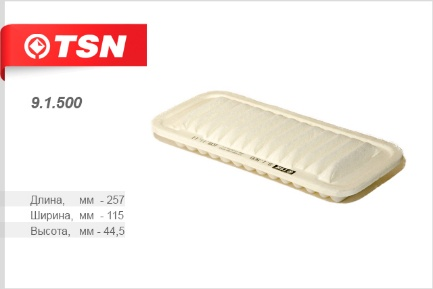 TSN
9.1.500
Длина, мм - 257
Ширина, мм - 115
Высота, мм - 44,5